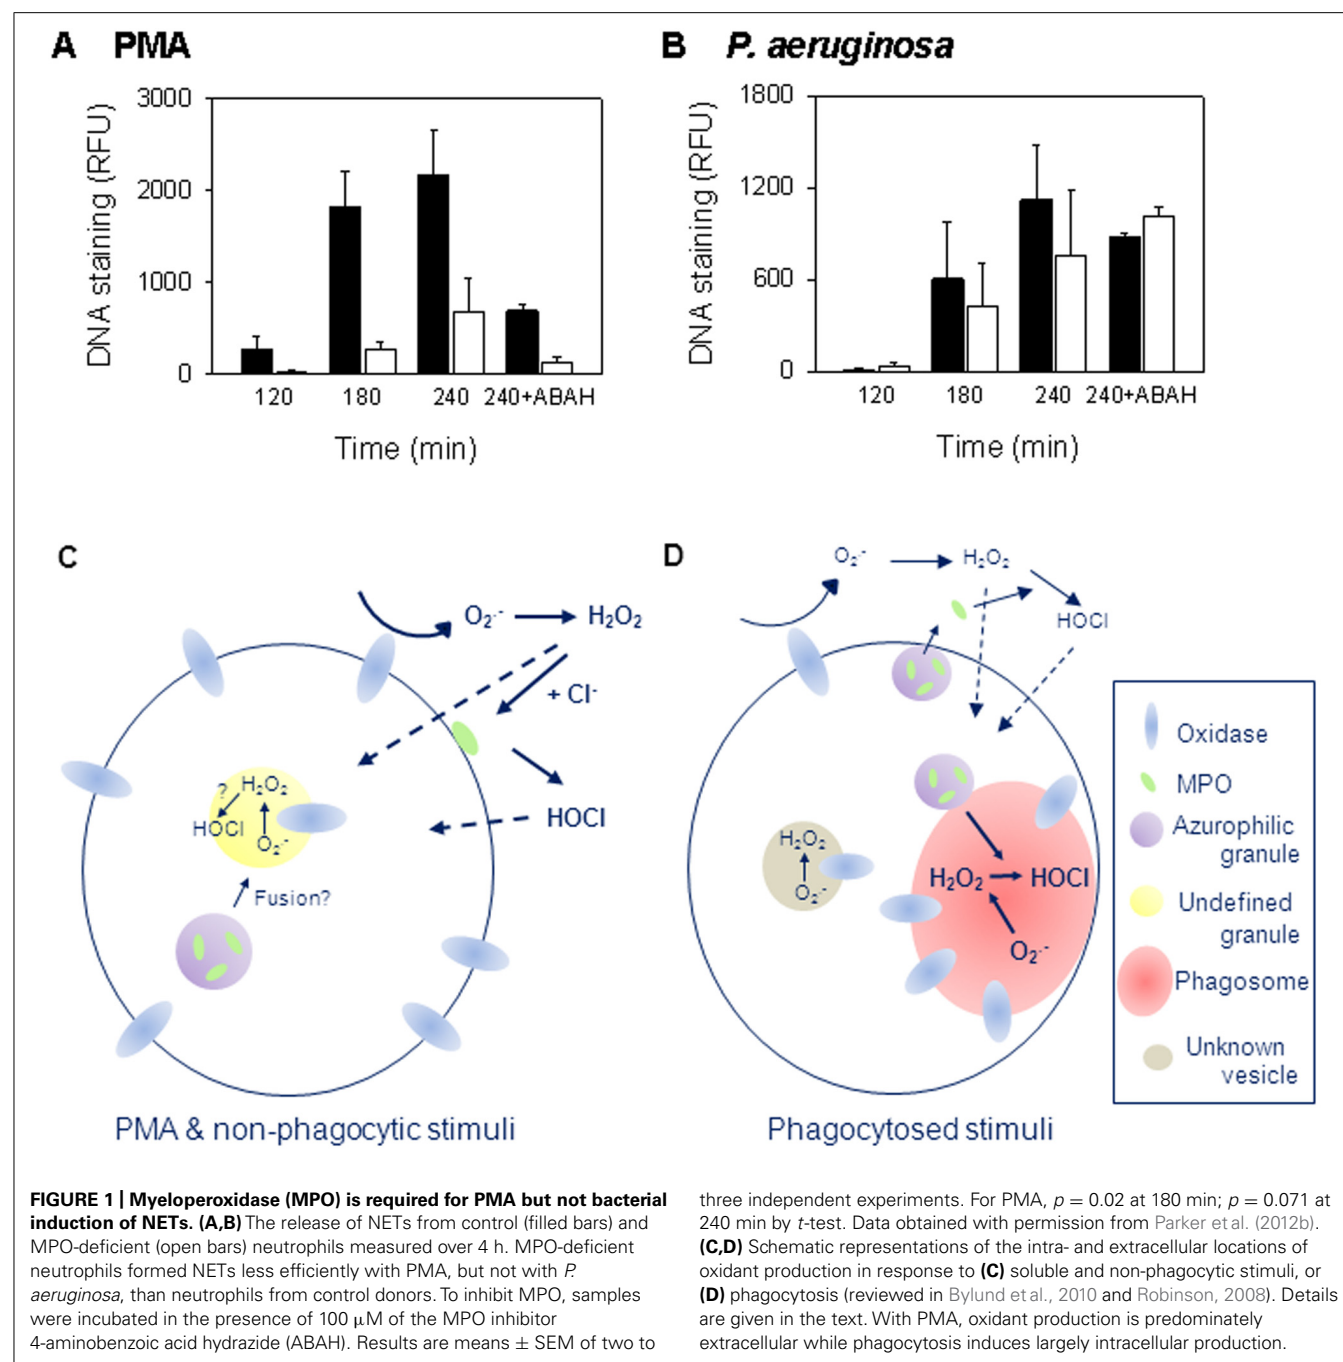 A PMA
3000
2000
1000
0
DNA staining (RFU)
120 180 240 240+ABAH
Time (min)
B P. aeruginosa
1800
1200
600
0
DNA staining (RFU)
120 180 240 240+ABAH
Time (min)
C
O₂·⁻ H₂O₂
+ Cl⁻
HOCl
? H₂O₂
HOCl
O₂·⁻
Fusion?
PMA & non-phagocytic stimuli
D
O₂·⁻ H₂O₂
HOCl
H₂O₂
O₂·⁻
H₂O₂ HOCl
O₂·⁻
Phagocytosed stimuli
Oxidase
MPO
Azurophilic
granule
Undefined
granule
Phagosome
Unknown
vesicle
FIGURE 1 | Myeloperoxidase (MPO) is required for PMA but not bacterial
induction of NETs. (A,B) The release of NETs from control (filled bars) and
MPO-deficient (open bars) neutrophils measured over 4 h. MPO-deficient
neutrophils formed NETs less efficiently with PMA, but not with P.
aeruginosa, than neutrophils from control donors. To inhibit MPO, samples
were incubated in the presence of 100 μM of the MPO inhibitor
4-aminobenzoic acid hydrazide (ABAH). Results are means ± SEM of two to
three independent experiments. For PMA, p = 0.02 at 180 min; p = 0.071 at
240 min by t-test. Data obtained with permission from Parker et al. (2012b).
(C,D) Schematic representations of the intra- and extracellular locations of
oxidant production in response to (C) soluble and non-phagocytic stimuli, or
(D) phagocytosis (reviewed in Bylund et al., 2010 and Robinson, 2008). Details
are given in the text. With PMA, oxidant production is predominately
extracellular while phagocytosis induces largely intracellular production.